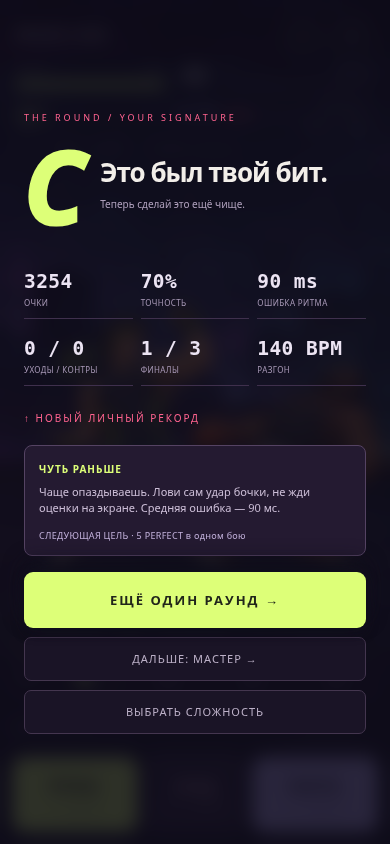 THE ROUND / YOUR SIGNATURE
C
Это был твой бит.
Теперь сделай это ещё чище.
3254
70%
90 ms
ОЧКИ
ТОЧНОСТЬ
ОШИБКА РИТМА
0 / 0
1 / 3
140 BPM
УХОДЫ / КОНТРЫ
ФИНАЛЫ
РАЗГОН
↑ НОВЫЙ ЛИЧНЫЙ РЕКОРД
ЧУТЬ РАНЬШЕ
Чаще опаздываешь. Лови сам удар бочки, не жди
оценки на экране. Средняя ошибка — 90 мс.
СЛЕДУЮЩАЯ ЦЕЛЬ · 5 PERFECT в одном бою
ЕЩЁ ОДИН РАУНД →
ДАЛЬШЕ: МАСТЕР →
ВЫБРАТЬ СЛОЖНОСТЬ